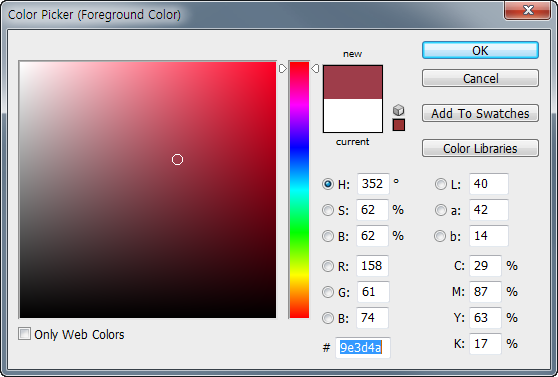 Color Picker (Foreground Color)
new
current
OK
Cancel
Add To Swatches
Color Libraries
H: 352 °
S: 62 %
B: 62 %
R: 158
G: 61
B: 74
# 9e3d4a
L: 40
a: 42
b: 14
C: 29 %
M: 87 %
Y: 63 %
K: 17 %
Only Web Colors